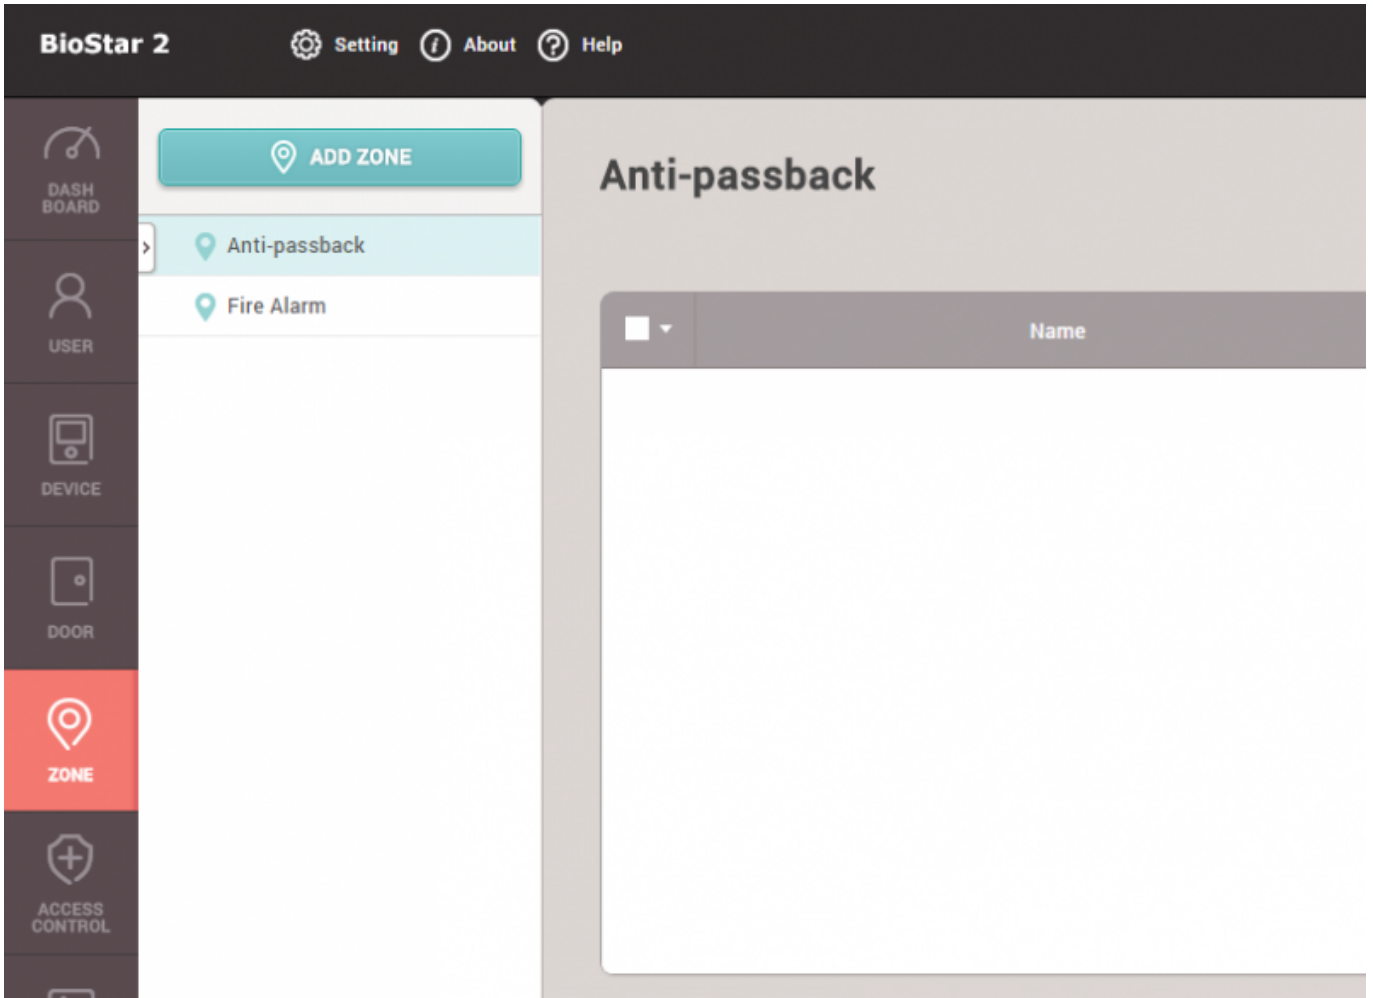 BioStar 2
Setting
About
Help
DASH
BOARD
USER
DEVICE
DOOR
ZONE
ACCESS
CONTROL
ADD ZONE
Anti-passback
Fire Alarm
Anti-passback
Name